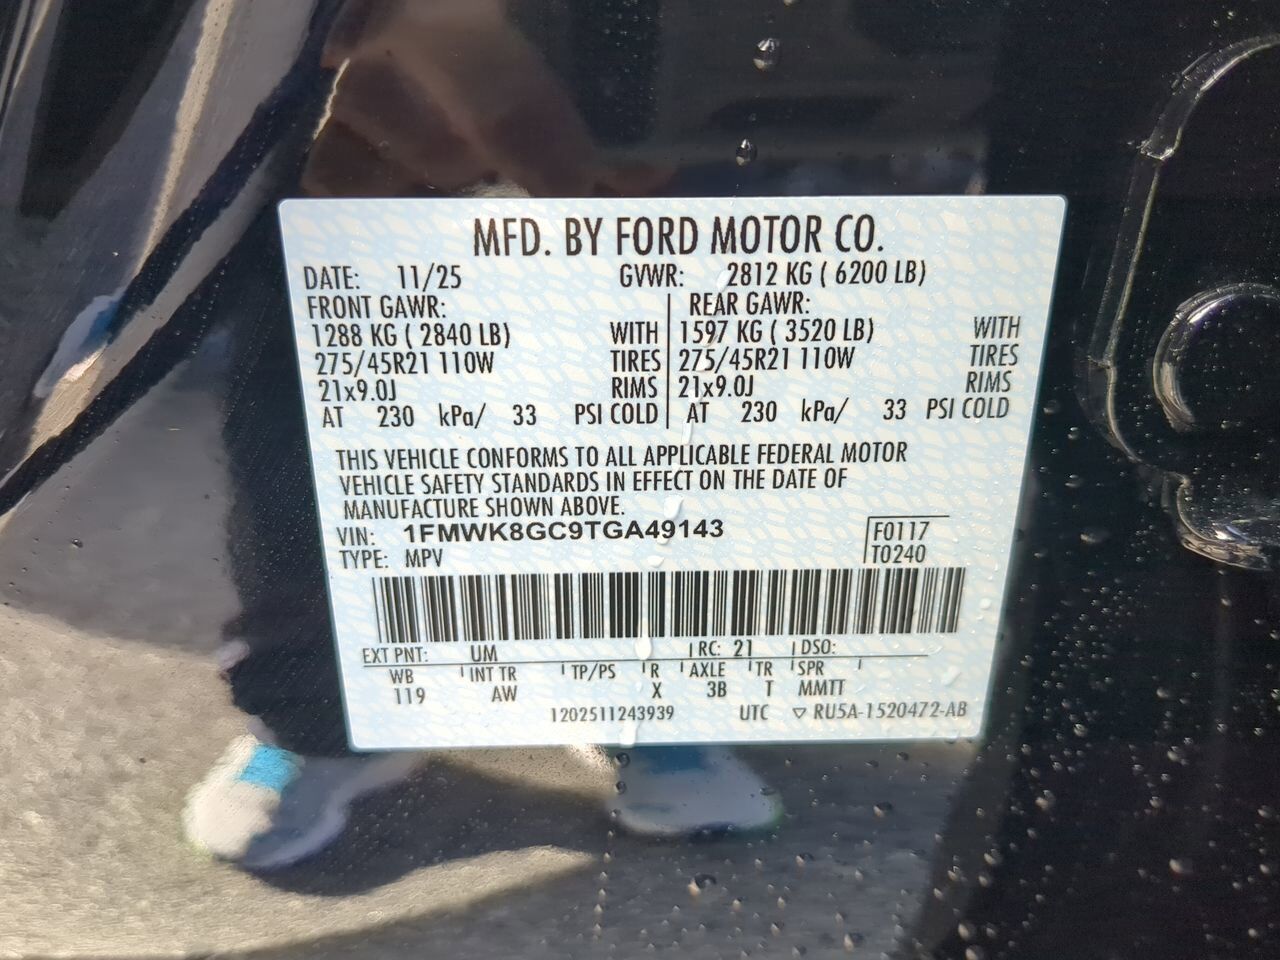 MFD. BY FORD MOTOR CO.
DATE: 11/25 GVWR: 2812 KG ( 6200 LB)
FRONT GAWR: REAR GAWR:
1288 KG ( 2840 LB) WITH 1597 KG ( 3520 LB) WITH
275/45R21 110W TIRES 275/45R21 110W TIRES
21x9.0J RIMS 21x9.0J RIMS
AT 230 kPa/ 33 PSI COLD AT 230 kPa/ 33 PSI COLD
THIS VEHICLE CONFORMS TO ALL APPLICABLE FEDERAL MOTOR
VEHICLE SAFETY STANDARDS IN EFFECT ON THE DATE OF
MANUFACTURE SHOWN ABOVE.
VIN: 1FMWK8GC9TGA49143 F0117
TYPE: MPV T0240
EXT PNT: UM RC: 21 DSO:
WB INT TR TP/PS R AXLE TR SPR
119 AW X 3B T MMTT
1202511243939 UTC ▽ RU5A-1520472-AB